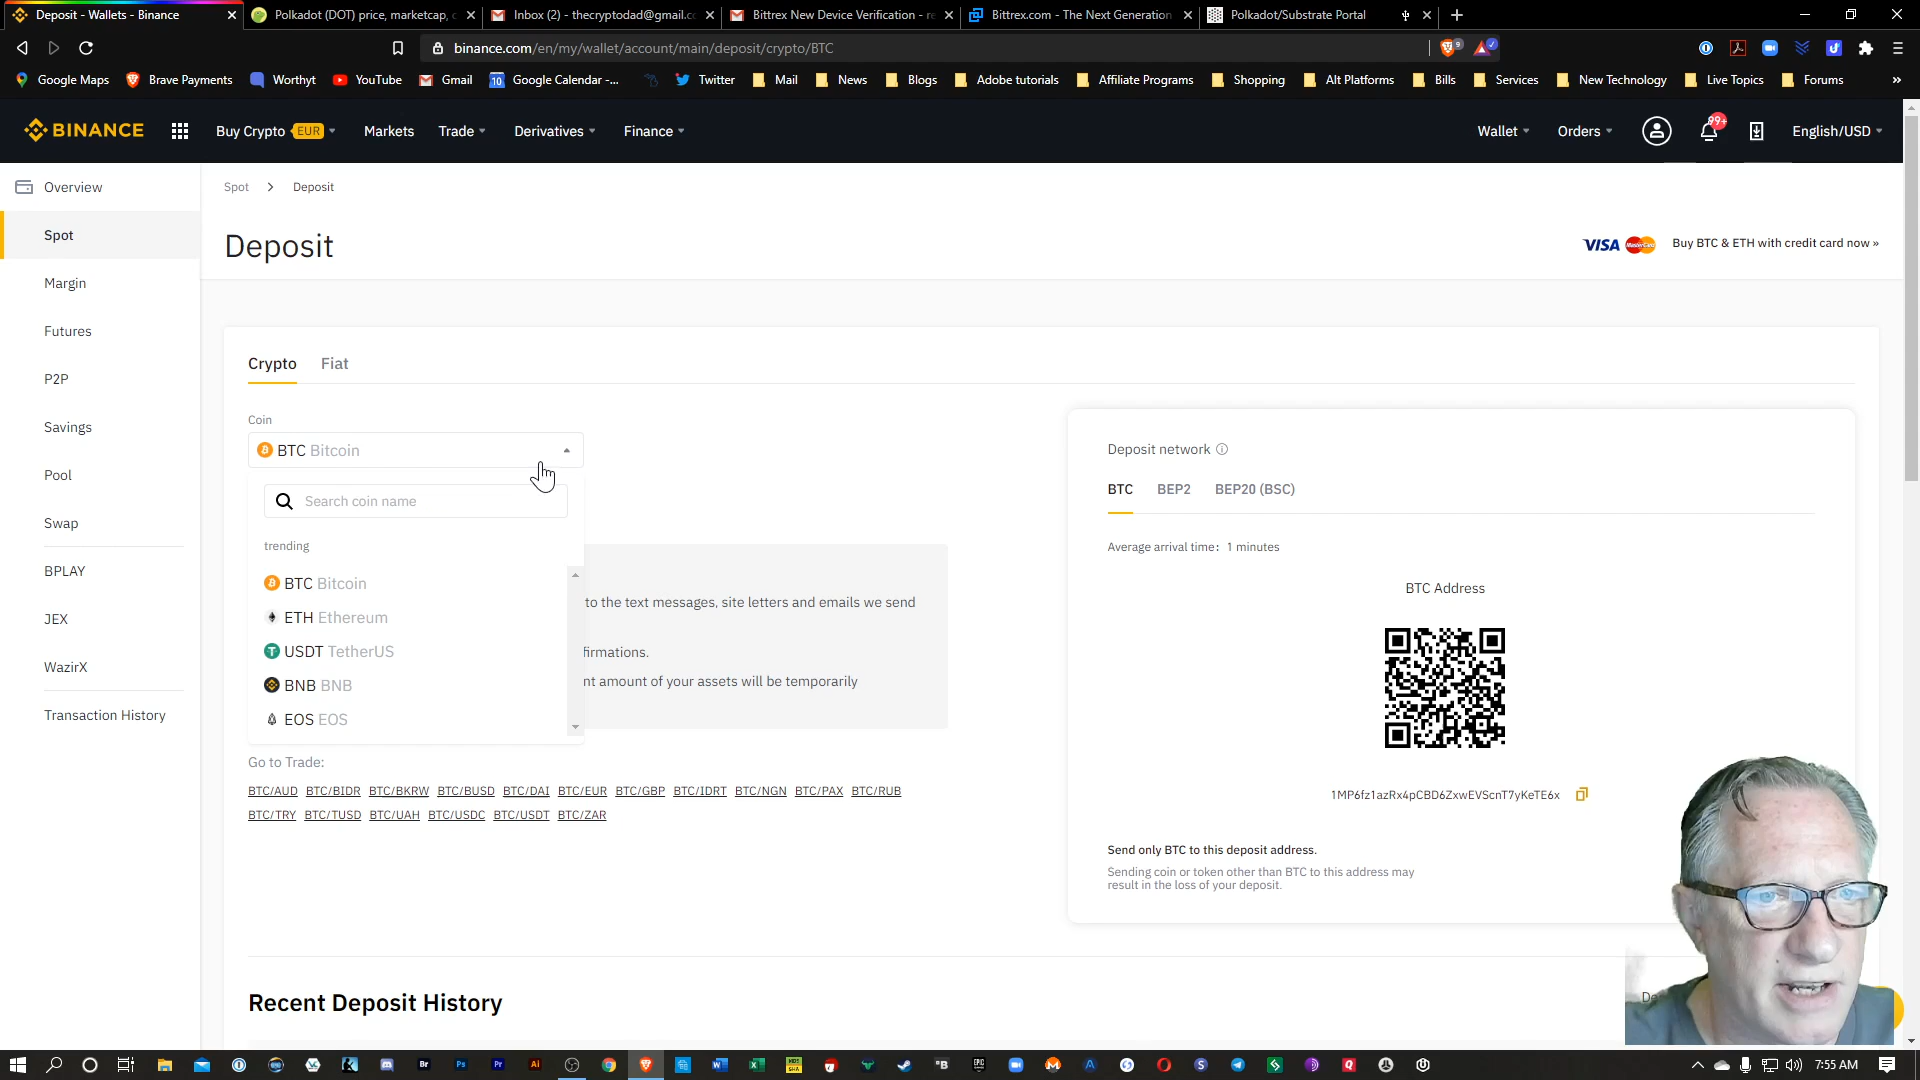 Deposit - Wallets - Binance
Polkadot (DOT) price, marketcap, c
Inbox (2) - thecryptodad@gmail.cc
Bittrex New Device Verification - re
Bittrex.com - The Next Generation
Polkadot/Substrate Portal
binance.com/en/my/wallet/account/main/deposit/crypto/BTC
9
Google Maps
Brave Payments
Worthyt
YouTube
Gmail
10
Google Calendar -...
Twitter
Mail
News
Blogs
Adobe tutorials
Affiliate Programs
Shopping
Alt Platforms
Bills
Services
New Technology
Live Topics
Forums
»
BINANCE
Buy Crypto EUR
Markets
Trade
Derivatives
Finance
Wallet
Orders
99+
English/USD
Overview
Spot
Margin
Futures
P2P
Savings
Pool
Swap
BPLAY
JEX
WazirX
Transaction History
Spot > Deposit
Deposit
VISA MasterCard Buy BTC & ETH with credit card now »
Crypto Fiat
Coin
BTC Bitcoin
Search coin name
trending
BTC Bitcoin
ETH Ethereum
USDT TetherUS
BNB BNB
EOS EOS
to the text messages, site letters and emails we send
firmations.
nt amount of your assets will be temporarily
Go to Trade:
BTC/AUD BTC/BIDR BTC/BKRW BTC/BUSD BTC/DAI BTC/EUR BTC/GBP BTC/IDRT BTC/NGN BTC/PAX BTC/RUB
BTC/TRY BTC/TUSD BTC/UAH BTC/USDC BTC/USDT BTC/ZAR
Deposit network
BTC BEP2 BEP20 (BSC)
Average arrival time: 1 minutes
BTC Address
1MP6fz1azRx4pCBD6ZxwEVScnT7yKeTE6x
Send only BTC to this deposit address.
Sending coin or token other than BTC to this address may
result in the loss of your deposit.
Recent Deposit History
De
Br
Ps
Pr
Ai
7:55 AM